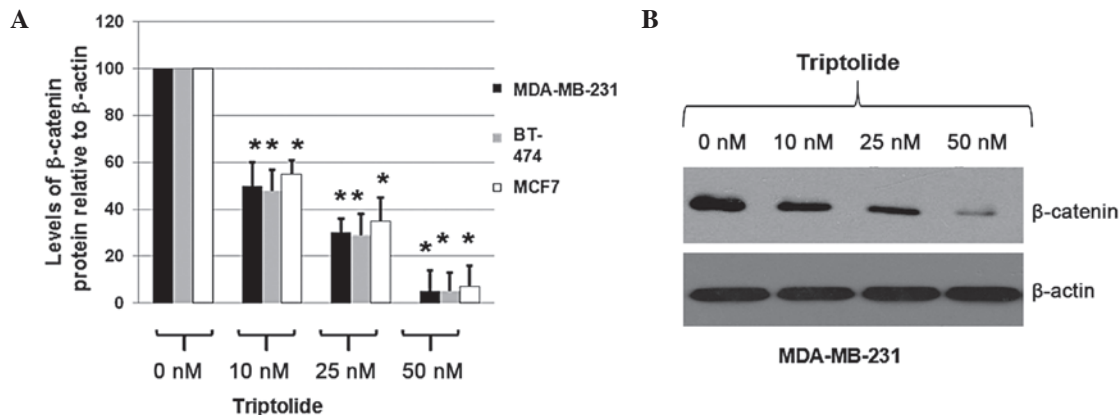 A
Levels of β-catenin
protein relative to β-actin
120
100
80
60
40
20
0
* * *
* * *
* * *
MDA-MB-231
BT-
474
MCF7
0 nM 10 nM 25 nM 50 nM
Triptolide
B
Triptolide
0 nM 10 nM 25 nM 50 nM
β-catenin
β-actin
MDA-MB-231